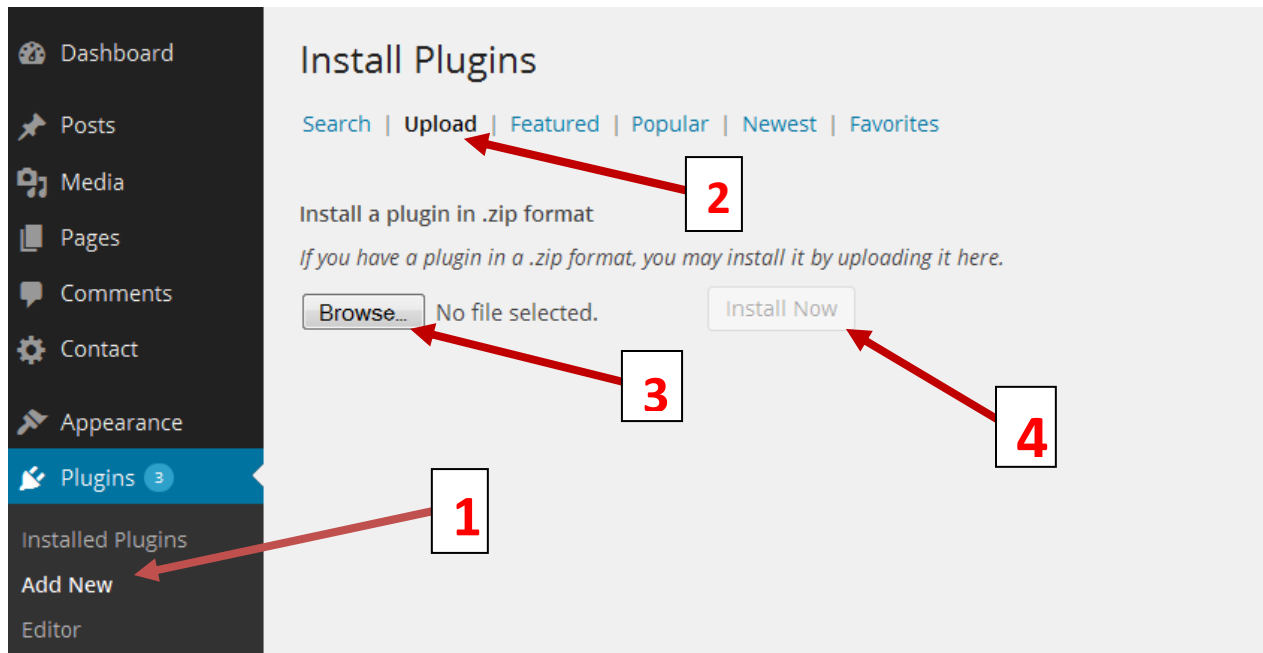 Dashboard
Posts
Media
Pages
Comments
Contact
Appearance
Plugins 3
Installed Plugins
Add New
Editor
Install Plugins
Search | Upload | Featured | Popular | Newest | Favorites
2
Install a plugin in .zip format
If you have a plugin in a .zip format, you may install it by uploading it here.
Browse... No file selected. Install Now
3
4
1